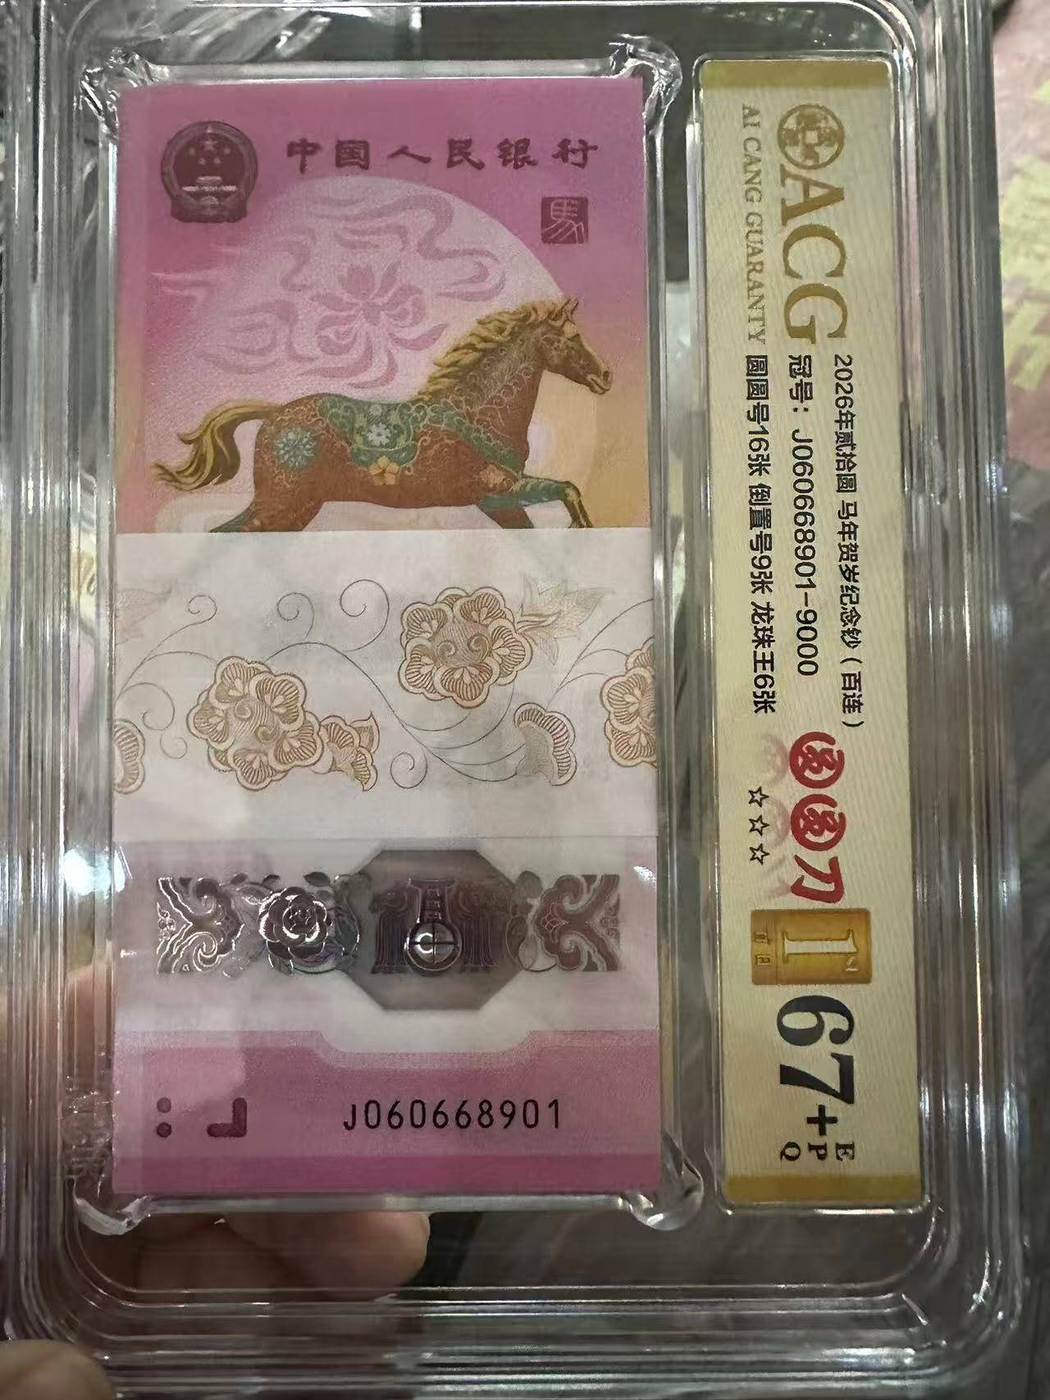 中国人民银行
馬
J060668901
ACG
AI CANG GUARANTY
2026年贰拾圆 马年贺岁纪念钞（百连）
冠号：J060668901-9000
圆圆号16张 倒置号9张 龙珠王6张
☆☆☆
67+
EPQ